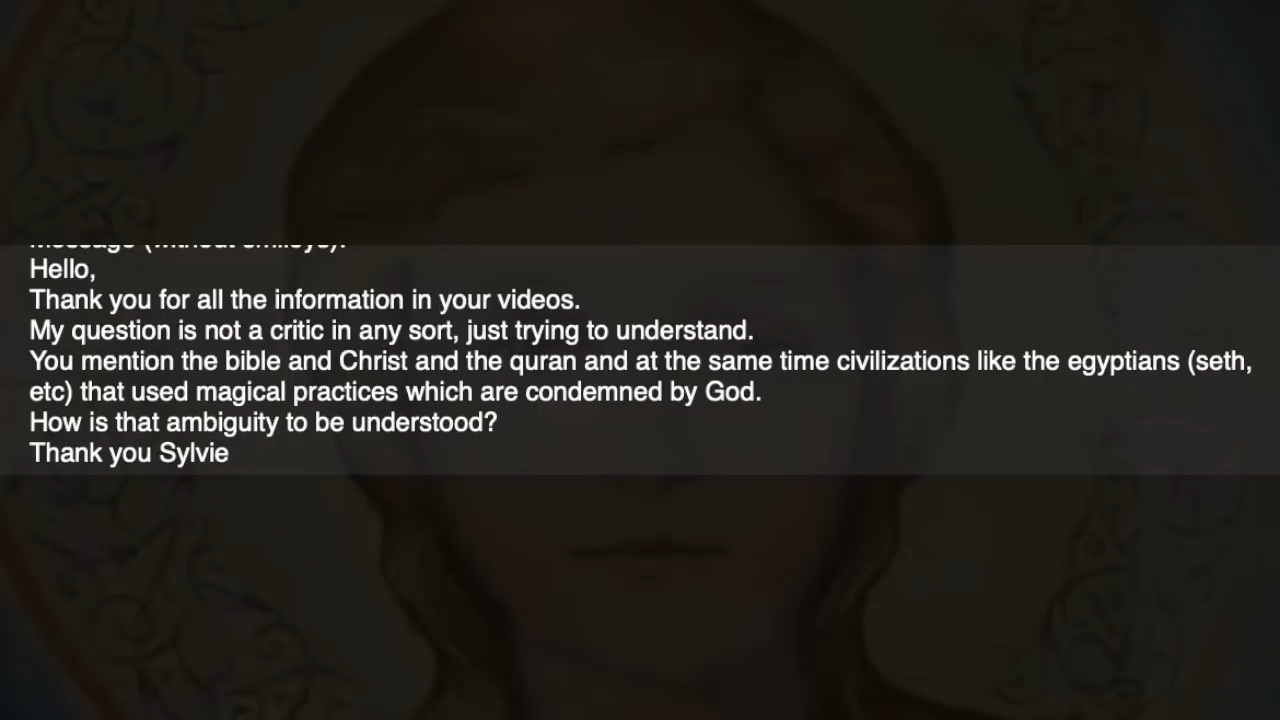 Message (without smileys):
Hello,
Thank you for all the information in your videos.
My question is not a critic in any sort, just trying to understand.
You mention the bible and Christ and the quran and at the same time civilizations like the egyptians (seth,
etc) that used magical practices which are condemned by God.
How is that ambiguity to be understood?
Thank you Sylvie